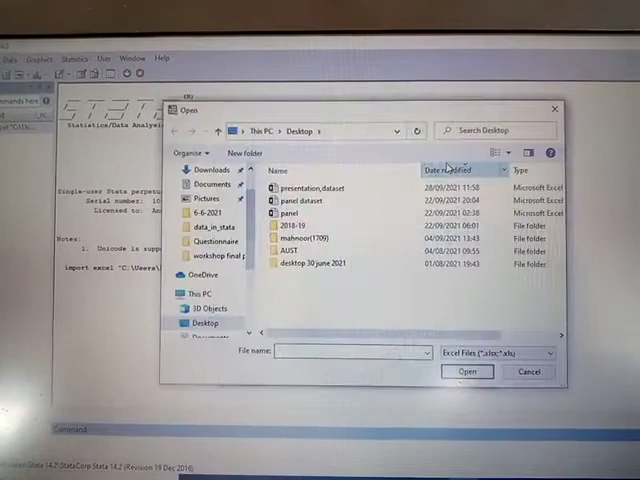 Data Graphics Statistics User Window Help
Open
This PC > Desktop >
Search Desktop
Organise New folder
Name Date modified Type
Downloads
Documents
Pictures
6-6-2021
data_in_stata
Questionnaire
workshop final p
OneDrive
This PC
3D Objects
Desktop
presentation,dataset 28/09/2021 11:58 Microsoft Excel
panel dataset 22/09/2021 20:04 Microsoft Excel
panel 22/09/2021 02:38 Microsoft Excel
2018-19 22/09/2021 06:01 File folder
mahnoor(1709) 04/09/2021 13:43 File folder
AUST 04/08/2021 09:55 File folder
desktop 30 june 2021 01/08/2021 19:43 File folder
File name: Excel Files (*.xlsx;*.xls)
Open Cancel
mmands here
Statistics/Data Analysis
Single-user Stata perpetu
Serial number: 10
Licensed to:
Notes:
1. Unicode is supp
import excel "C:\Users\
Command
Stata 14.2\StataCorp Stata 14.2 (Revision 19 Dec 2016)